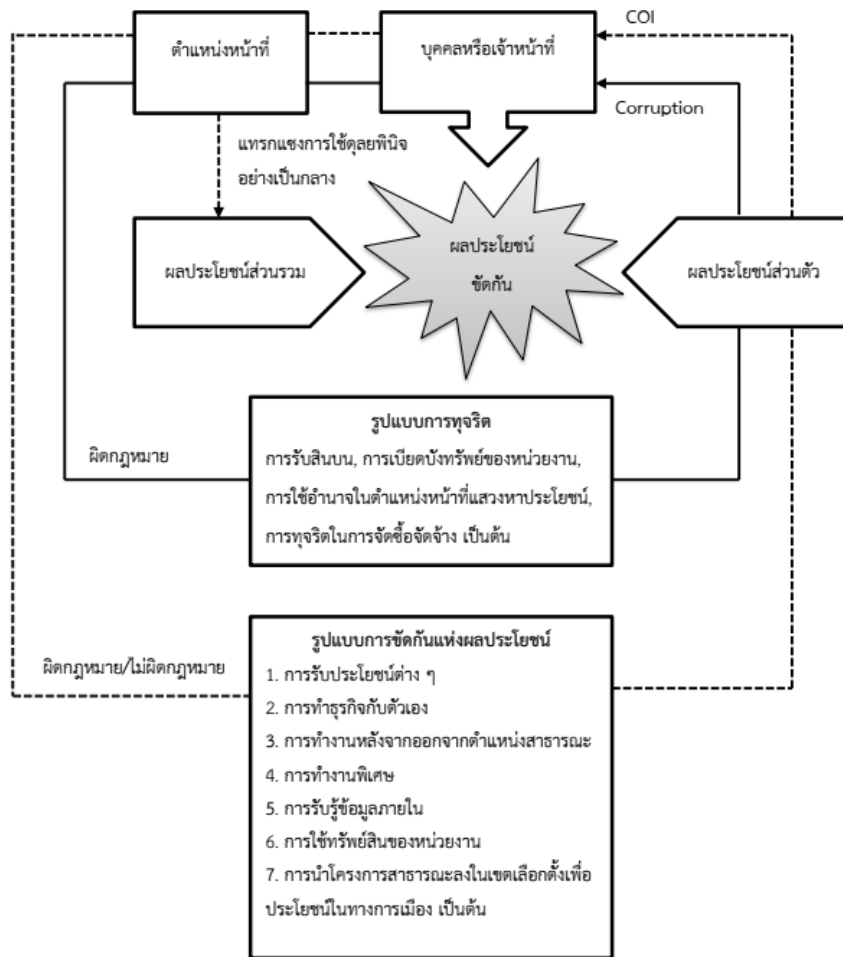 COI
ตำแหน่งหน้าที่
บุคคลหรือเจ้าหน้าที่
Corruption
แทรกแซงการใช้ดุลยพินิจ
อย่างเป็นกลาง
ผลประโยชน์ส่วนรวม
ผลประโยชน์
ขัดกัน
ผลประโยชน์ส่วนตัว
รูปแบบการทุจริต
การรับสินบน, การเบียดบังทรัพย์ของหน่วยงาน,
การใช้อำนาจในตำแหน่งหน้าที่แสวงหาประโยชน์,
การทุจริตในการจัดซื้อจัดจ้าง เป็นต้น
ผิดกฎหมาย
รูปแบบการขัดกันแห่งผลประโยชน์
1. การรับประโยชน์ต่าง ๆ
2. การทำธุรกิจกับตัวเอง
3. การทำงานหลังจากออกจากตำแหน่งสาธารณะ
4. การทำงานพิเศษ
5. การรับรู้ข้อมูลภายใน
6. การใช้ทรัพย์สินของหน่วยงาน
7. การนำโครงการสาธารณะลงในเขตเลือกตั้งเพื่อ
ประโยชน์ในทางการเมือง เป็นต้น
ผิดกฎหมาย/ไม่ผิดกฎหมาย